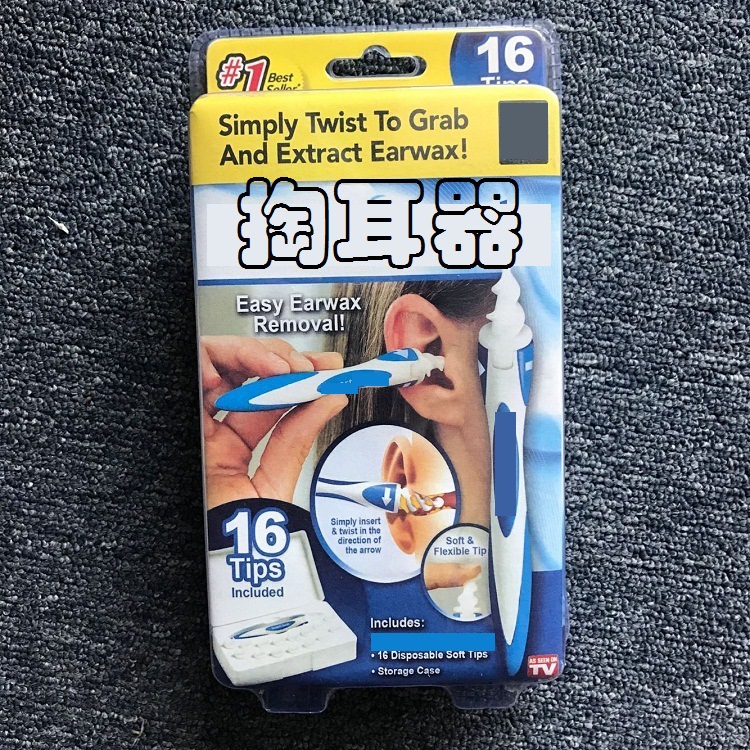 #1 Best
Seller*
16
Tips
Simply Twist To Grab
And Extract Earwax!
掏耳器
Easy Earwax
Removal!
Simply insert
& twist in the
direction of
the arrow
Soft &
Flexible Tip
16
Tips
Included
Includes:
• 16 Disposable Soft Tips
• Storage Case
AS SEEN ON
TV